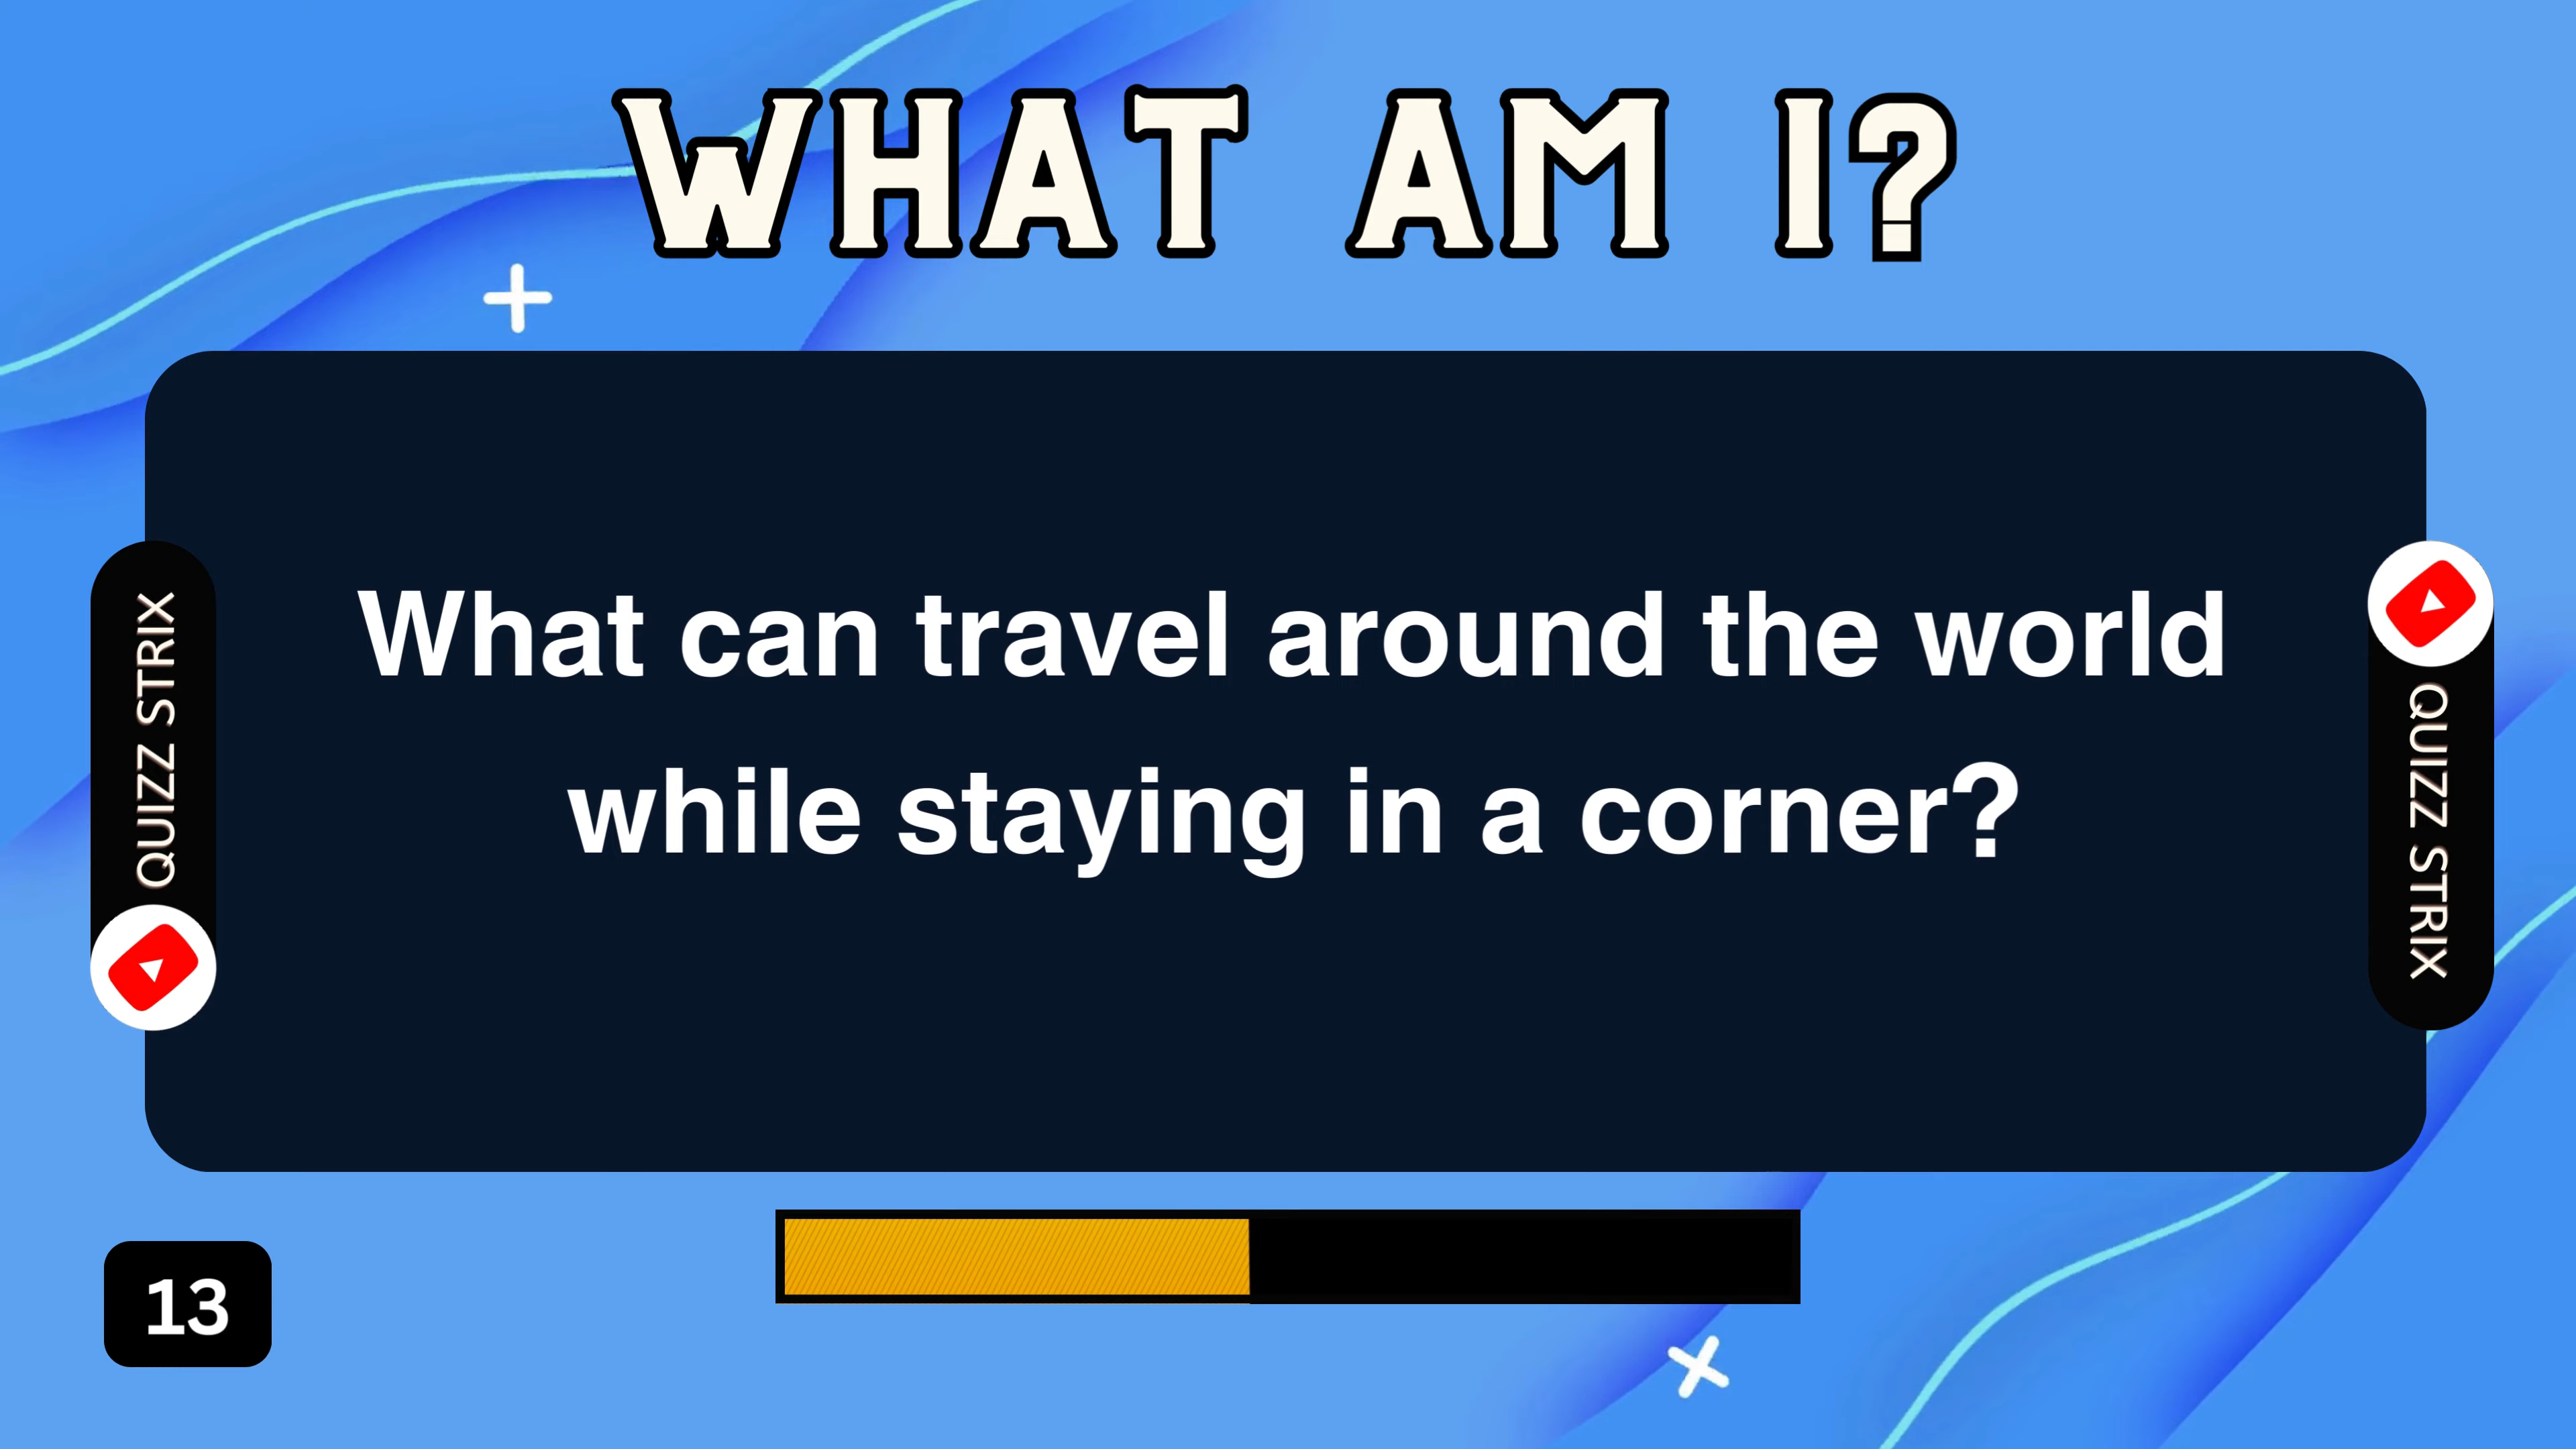 WHAT AM I?
What can travel around the world
while staying in a corner?
QUIZZ STRIX
QUIZZ STRIX
13